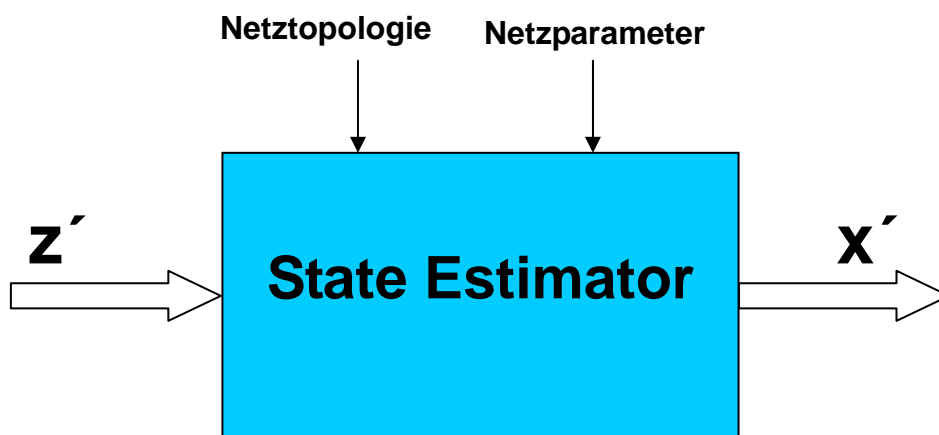 Netztopologie
Netzparameter
z´
State Estimator
x´